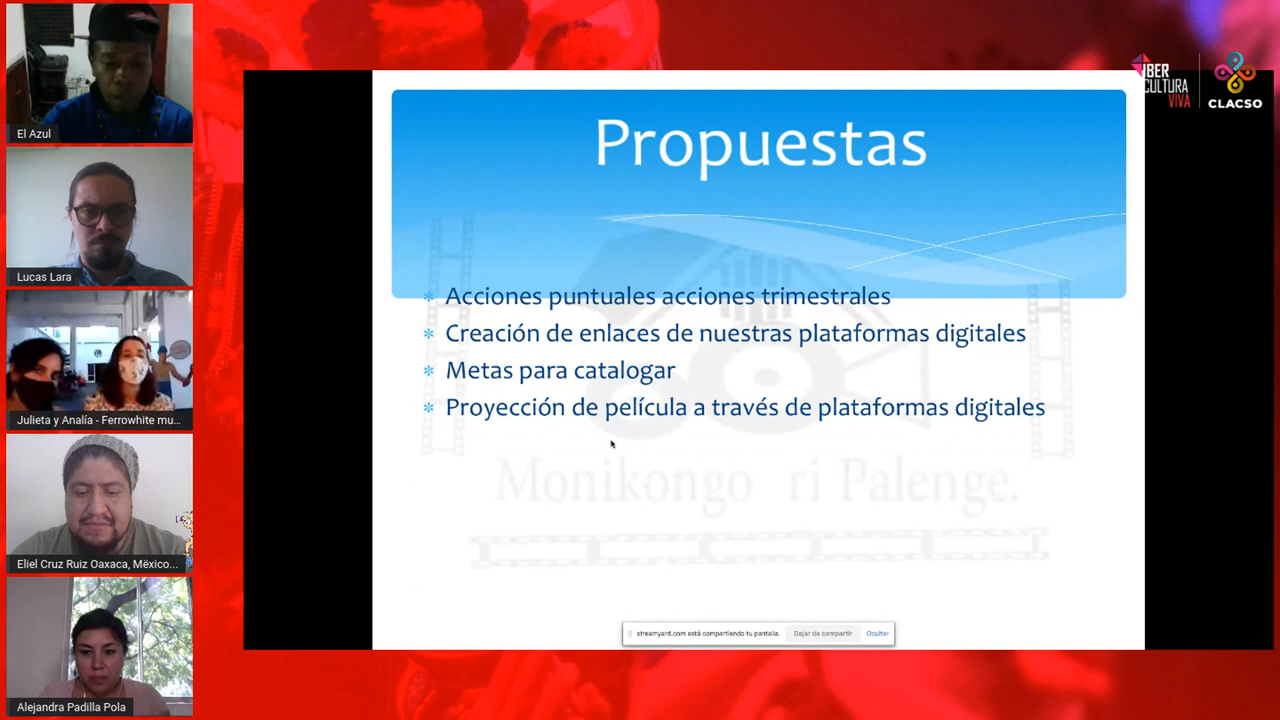 El Azul
Lucas Lara
Julieta y Analía - Ferrowhite mu...
Eliel Cruz Ruiz Oaxaca, México...
Alejandra Padilla Pola
IBER
CULTURA
VIVA
CLACSO
Propuestas
Acciones puntuales acciones trimestrales
Creación de enlaces de nuestras plataformas digitales
Metas para catalogar
Proyección de película a través de plataformas digitales
Monikongo ri Palenge.
streamyard.com está compartiendo tu pantalla.
Dejar de compartir
Ocultar